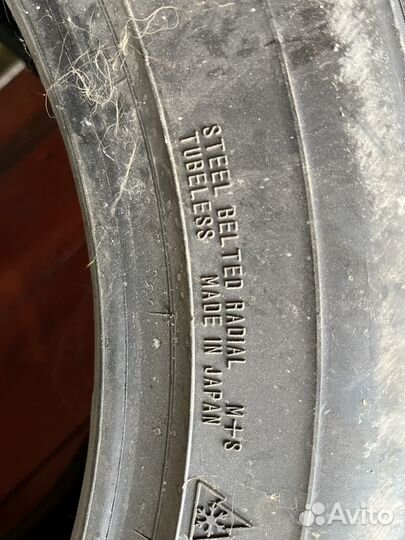 STEEL BELTED RADIAL M+S
TUBELESS MADE IN JAPAN
Avito